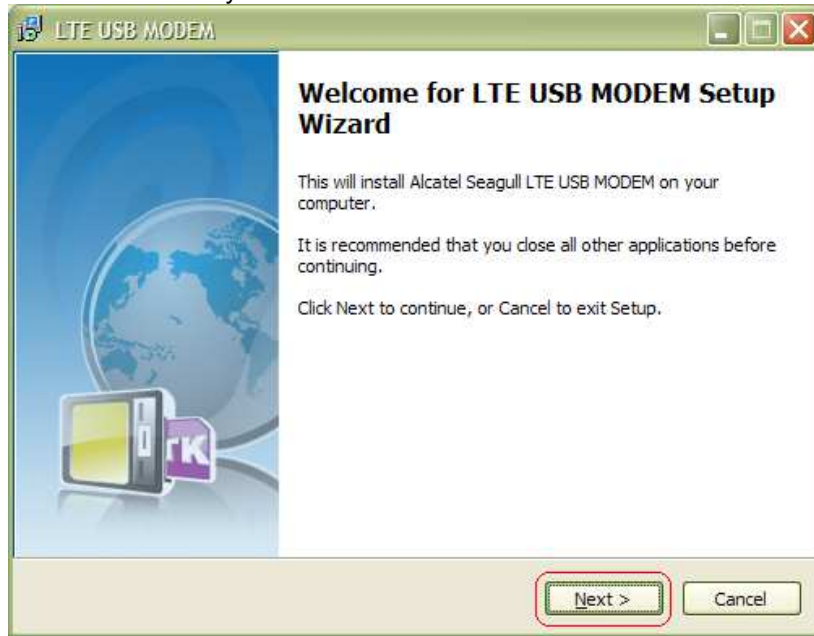 LTE USB MODEM
Welcome for LTE USB MODEM Setup
Wizard
This will install Alcatel Seagull LTE USB MODEM on your
computer.
It is recommended that you close all other applications before
continuing.
Click Next to continue, or Cancel to exit Setup.
Next >
Cancel